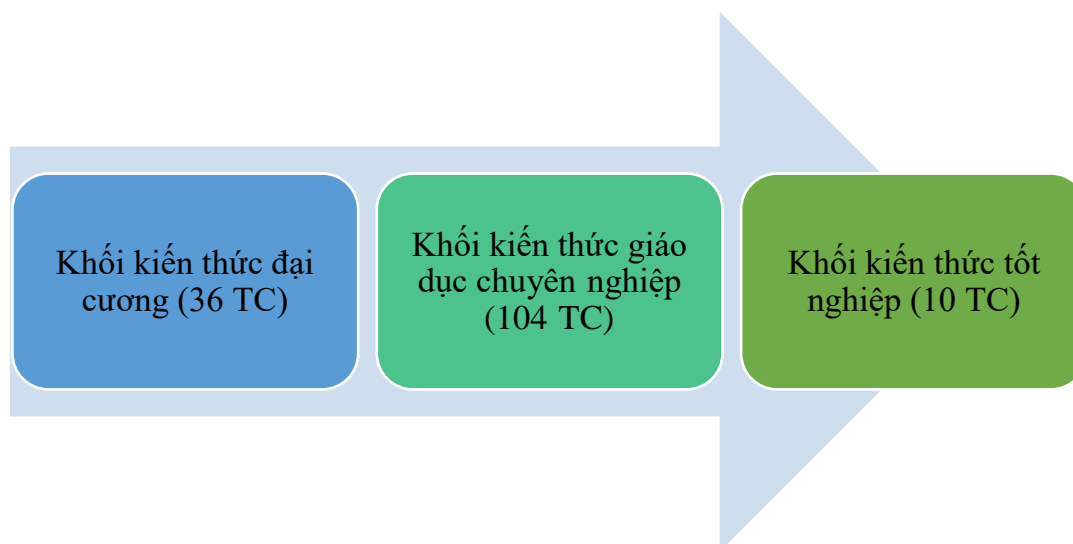 Khối kiến thức đại
cương (36 TC)
Khối kiến thức giáo
dục chuyên nghiệp
(104 TC)
Khối kiến thức tốt
nghiệp (10 TC)